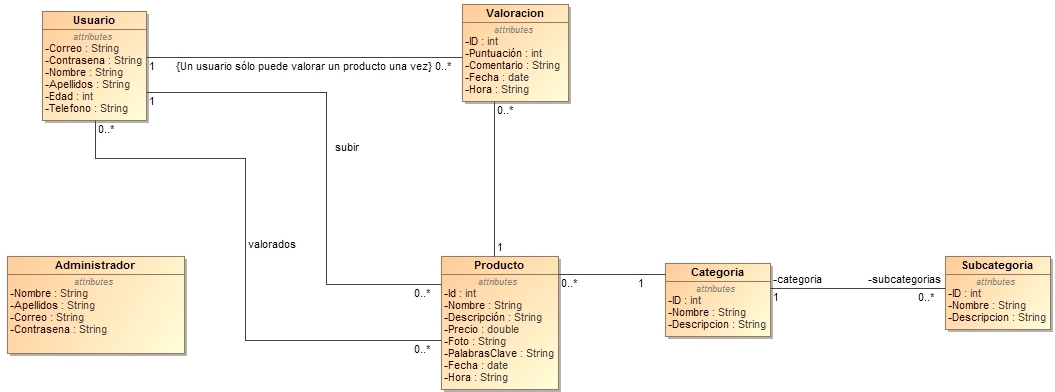 Usuario
attributes
-Correo : String
-Contrasena : String
-Nombre : String
-Apellidos : String
-Edad : int
-Telefono : String
Valoracion
attributes
-ID : int
-Puntuación : int
-Comentario : String
-Fecha : date
-Hora : String
1
{Un usuario sólo puede valorar un producto una vez} 0..*
1
0..*
0..*
subir
valorados
1
0..*
0..*
Administrador
attributes
-Nombre : String
-Apellidos : String
-Correo : String
-Contrasena : String
Producto
attributes
-Id : int
-Nombre : String
-Descripción : String
-Precio : double
-Foto : String
-PalabrasClave : String
-Fecha : date
-Hora : String
0..*
1
Categoria
attributes
-ID : int
-Nombre : String
-Descripcion : String
-categoria
1
-subcategorias
0..*
Subcategoria
attributes
-ID : int
-Nombre : String
-Descripcion : String